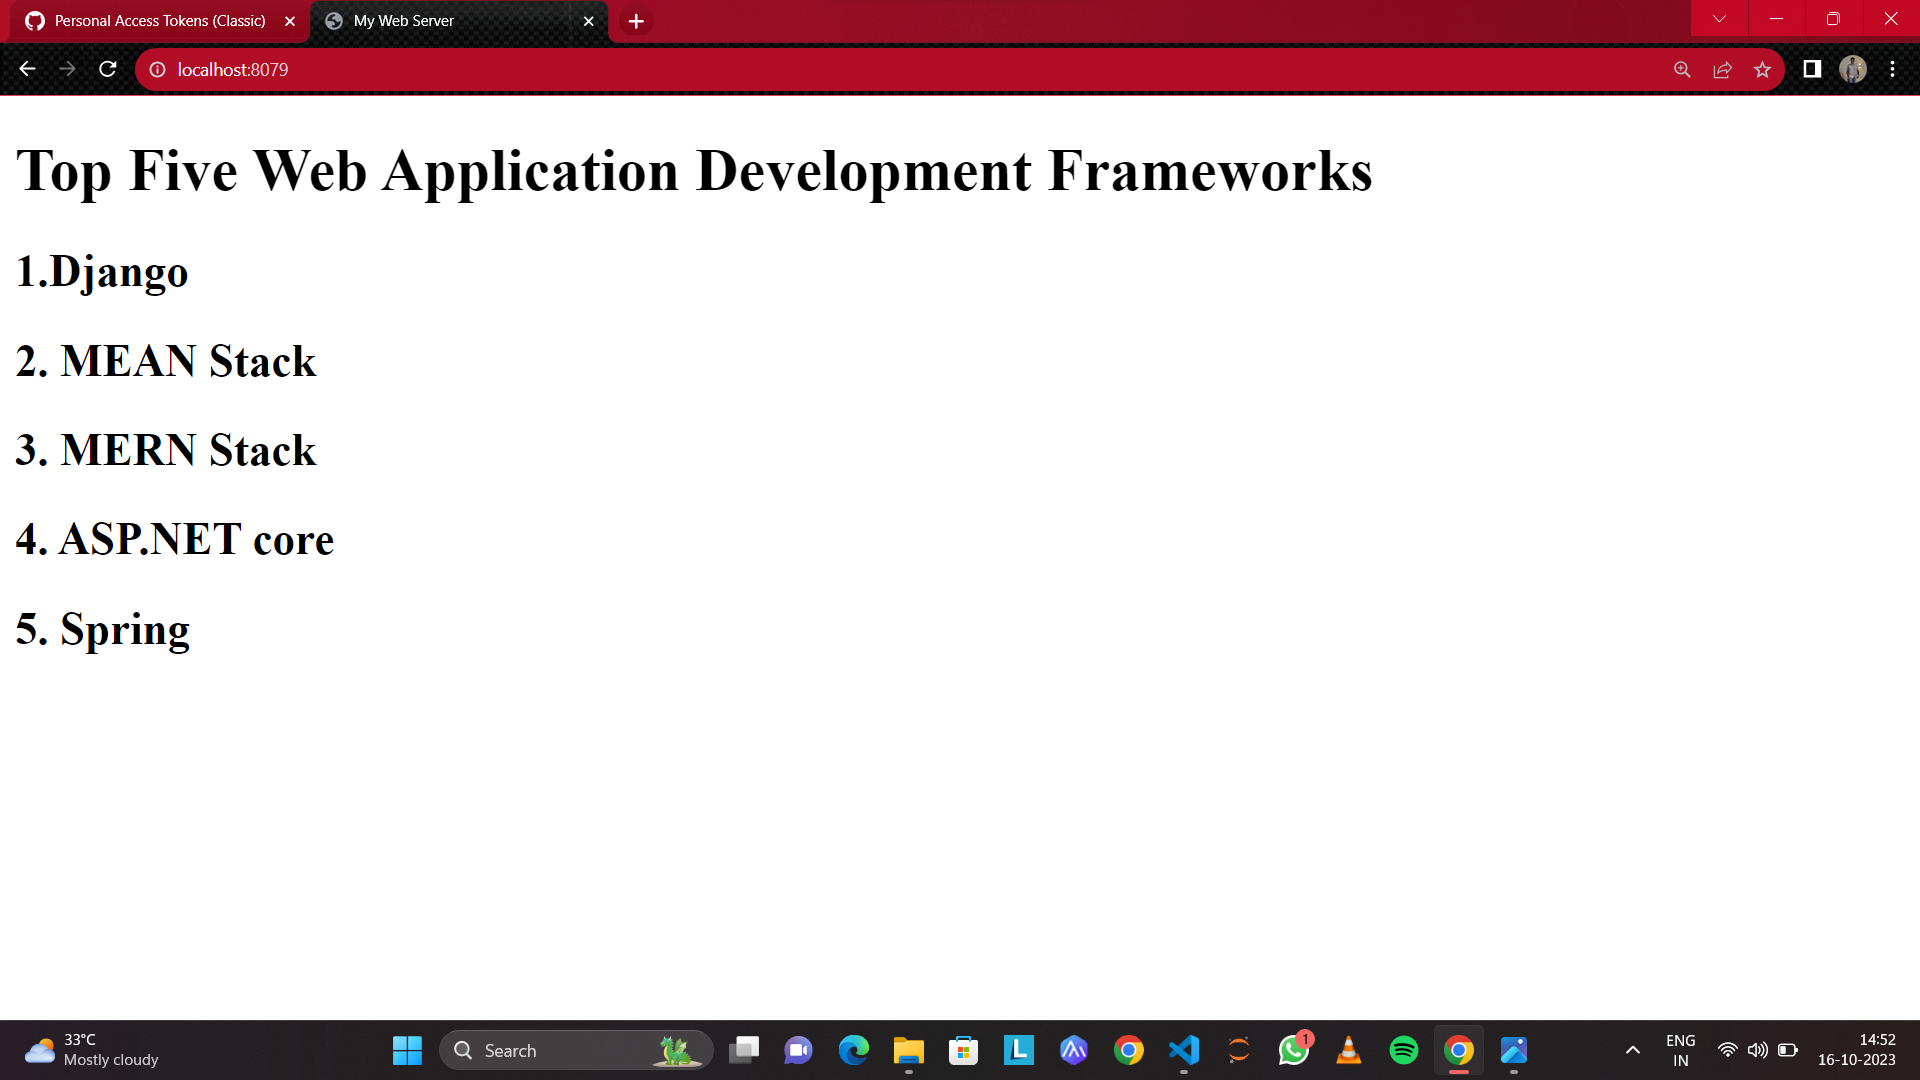 Personal Access Tokens (Classic)
My Web Server
localhost:8079
Top Five Web Application Development Frameworks
1.Django
2. MEAN Stack
3. MERN Stack
4. ASP.NET core
5. Spring
33°C
Mostly cloudy
Search
L
1
ENG
IN
14:52
16-10-2023